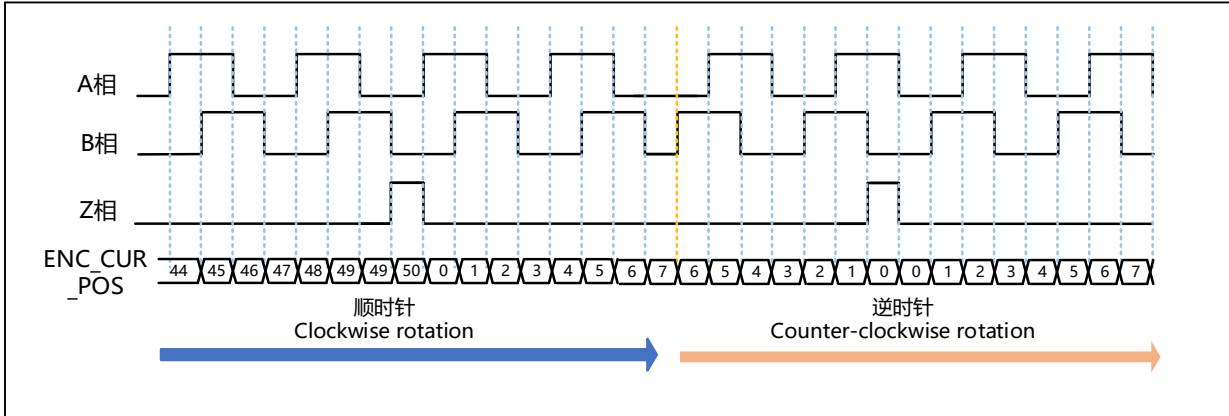 A相
B相
Z相
ENC_CUR
_POS
44 45 46 47 48 49 49 50 0 1 2 3 4 5 6 7 6 5 4 3 2 1 0 0 1 2 3 4 5 6 7
顺时针
Clockwise rotation
逆时针
Counter-clockwise rotation